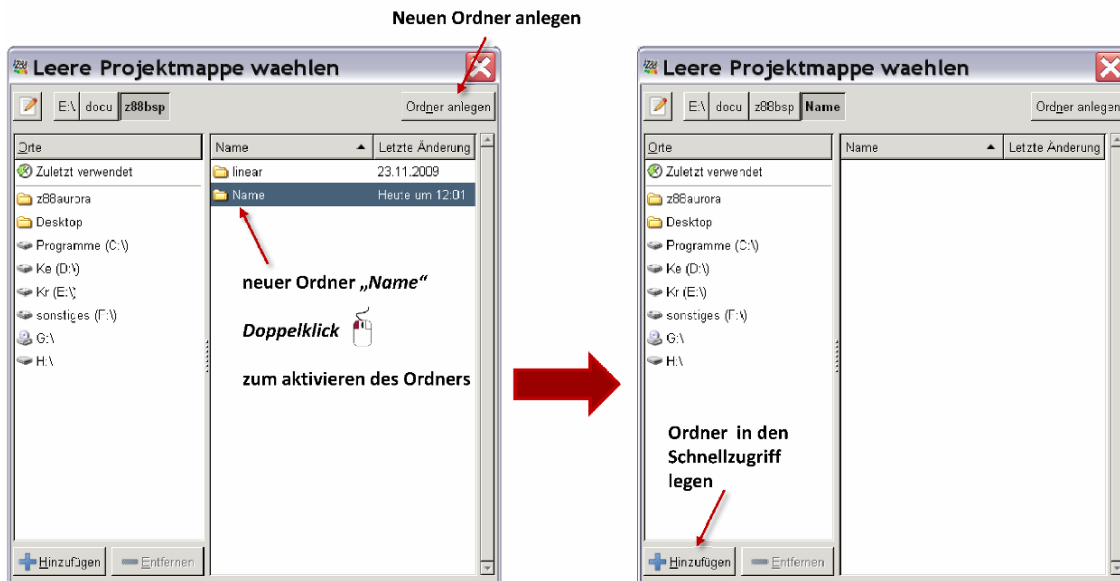 Neuen Ordner anlegen
Leere Projektmappe waehlen
E:\ docu z88bsp
Ordner anlegen
Orte
Zuletzt verwendet
z88aurora
Desktop
Programme (C:\)
Ke (D:\)
Kr (E:\)
sonstiges (F:\)
G:\
H:\
Hinzufügen
Entfernen
Name
Letzte Änderung
linear
23.11.2009
Name
Heute um 12:01
neuer Ordner „Name“
Doppelklick
zum aktivieren des Ordners
Leere Projektmappe waehlen
E:\ docu z88bsp Name
Ordner anlegen
Orte
Zuletzt verwendet
z88aurora
Desktop
Programme (C:\)
Ke (D:\)
Kr (E:\)
sonstiges (F:\)
G:\
H:\
Ordner in den
Schnellzugriff
legen
Hinzufügen
Entfernen
Name
Letzte Änderung